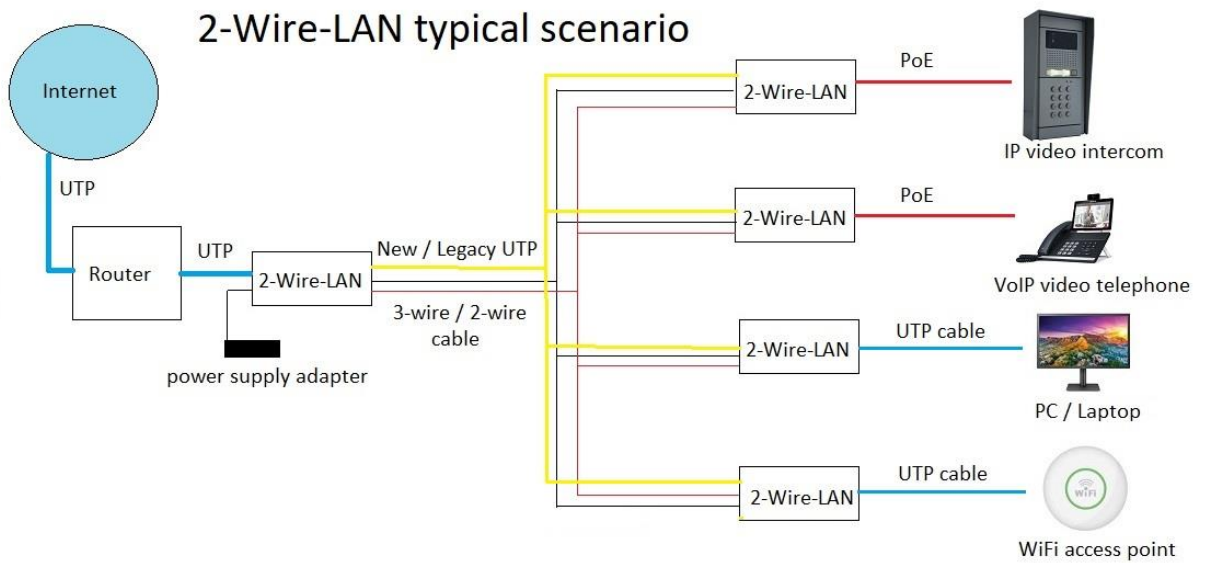 2-Wire-LAN typical scenario
Internet
UTP
Router
UTP
2-Wire-LAN
power supply adapter
New / Legacy UTP
3-wire / 2-wire
cable
2-Wire-LAN
PoE
IP video intercom
2-Wire-LAN
PoE
VoIP video telephone
2-Wire-LAN
UTP cable
PC / Laptop
2-Wire-LAN
UTP cable
WiFi
WiFi access point